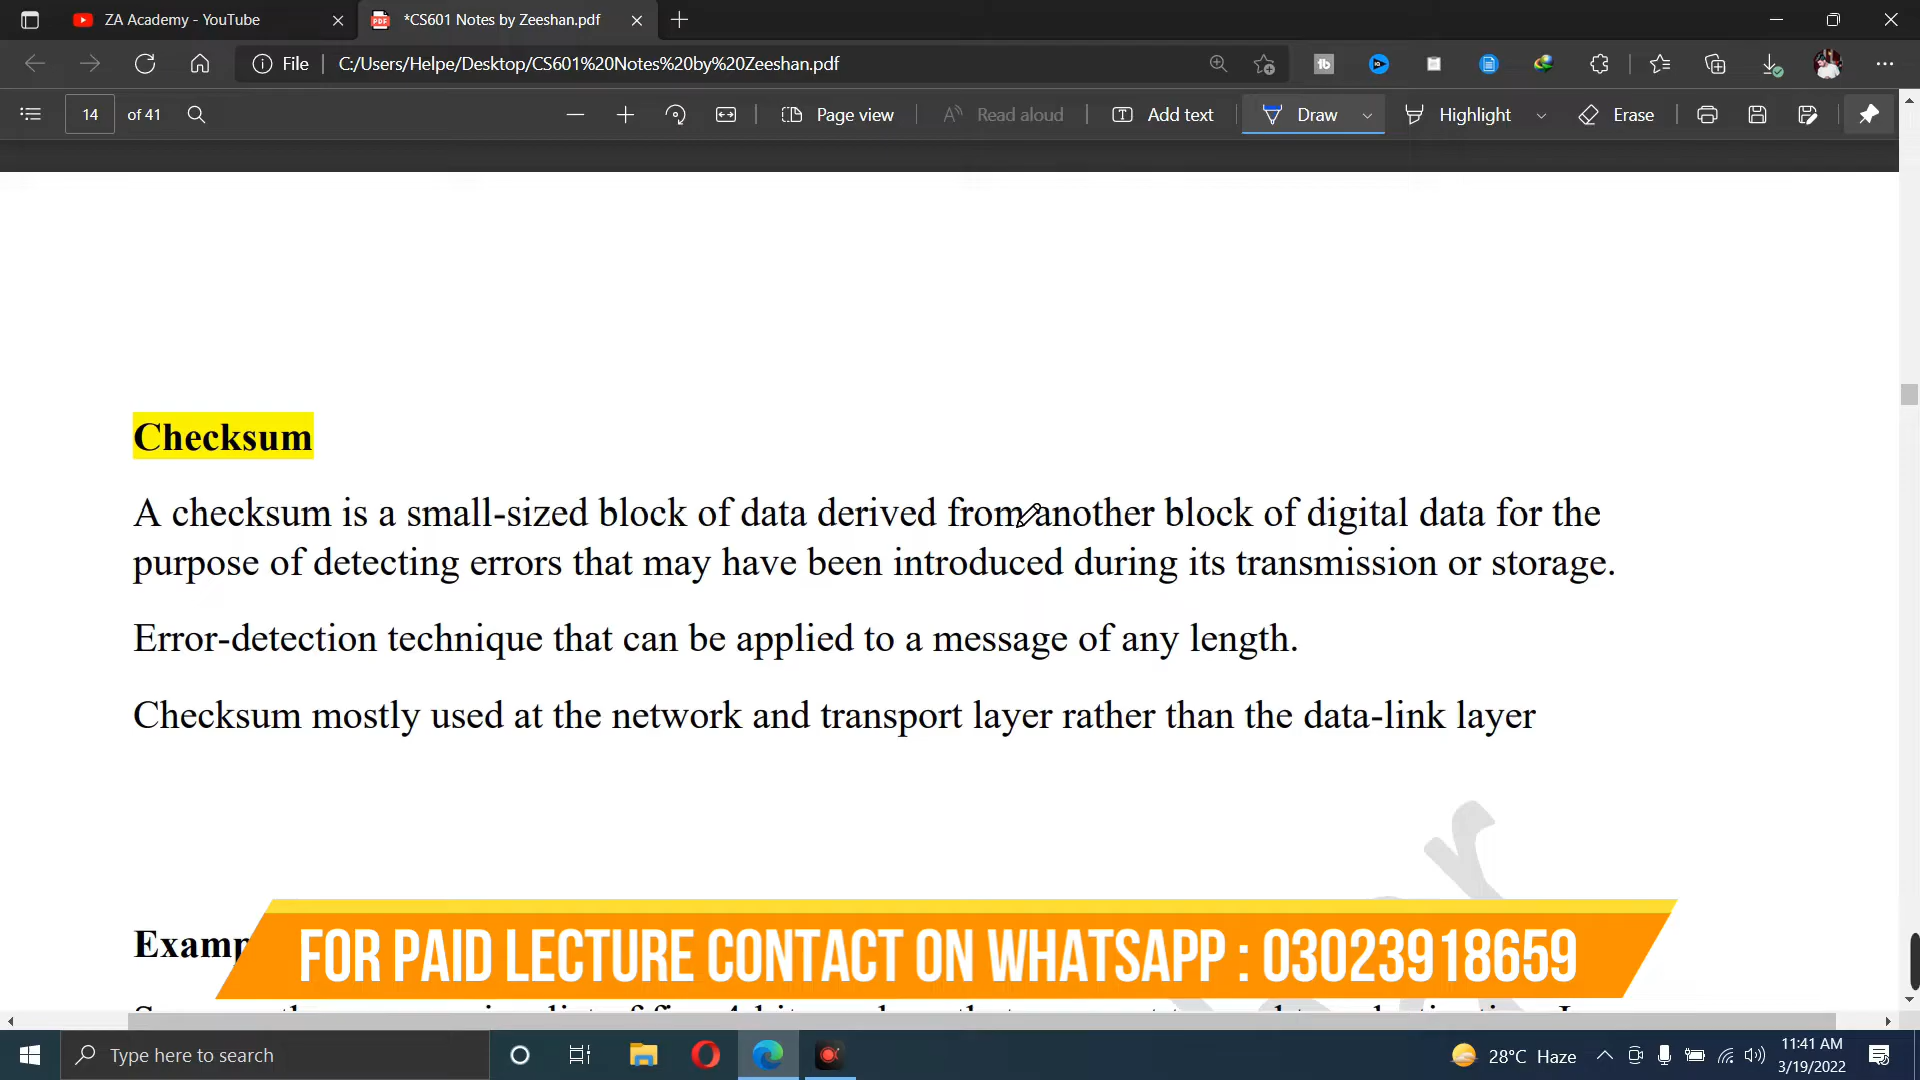 ZA Academy - YouTube
*CS601 Notes by Zeeshan.pdf
File
C:/Users/Helpe/Desktop/CS601%20Notes%20by%20Zeeshan.pdf
14 of 41
Page view
Read aloud
Add text
Draw
Highlight
Erase
Checksum
A checksum is a small-sized block of data derived from another block of digital data for the
purpose of detecting errors that may have been introduced during its transmission or storage.
Error-detection technique that can be applied to a message of any length.
Checksum mostly used at the network and transport layer rather than the data-link layer
FOR PAID LECTURE CONTACT ON WHATSAPP : 03023918659
Type here to search
28°C Haze
11:41 AM
3/19/2022